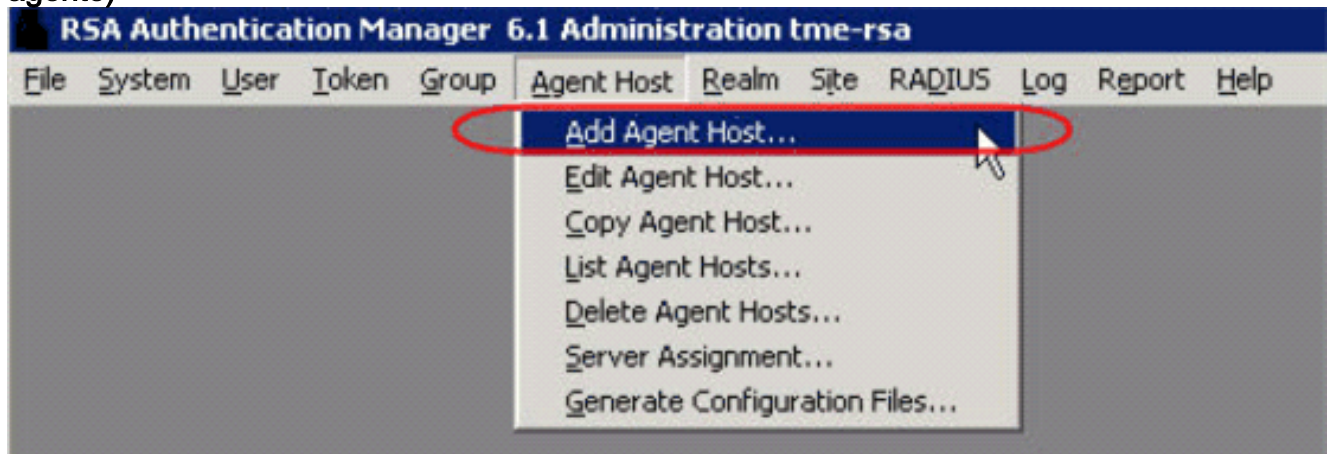 agente)
RSA Authentication Manager 6.1 Administration tme-rsa
File System User Token Group Agent Host Realm Site RADIUS Log Report Help
Add Agent Host...
Edit Agent Host...
Copy Agent Host...
List Agent Hosts...
Delete Agent Hosts...
Server Assignment...
Generate Configuration Files...